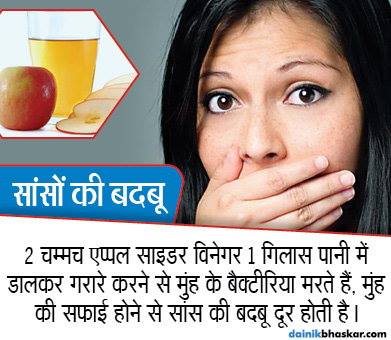 सांसों की बदबू
2 चम्मच एप्पल साइडर विनेगर 1 गिलास पानी में
डालकर गरारे करने से मुंह के बैक्टीरिया मरते हैं, मुंह
की सफाई होने से सांस की बदबू दूर होती है।
dainikbhaskar.com